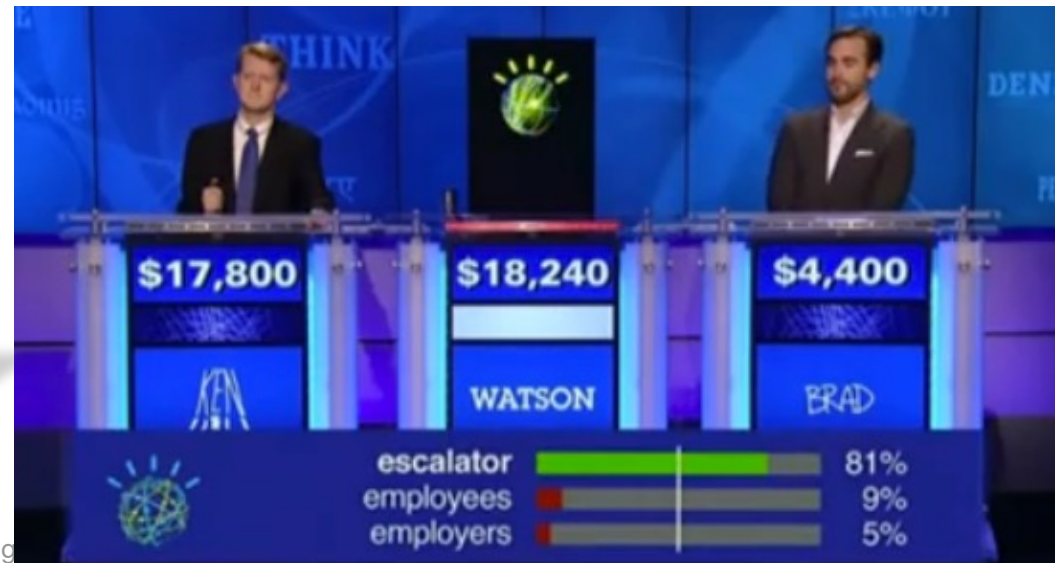 THINK
$17,800
$18,240
$4,400
KEN
WATSON
BRAD
escalator 81%
employees 9%
employers 5%